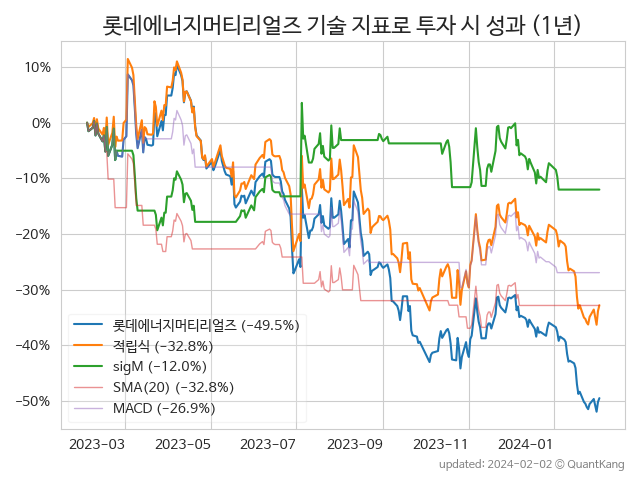 롯데에너지머티리얼즈 기술 지표로 투자 시 성과 (1년)
10%
0%
−10%
−20%
−30%
−40%
−50%
롯데에너지머티리얼즈 (−49.5%)
적립식 (−32.8%)
sigM (−12.0%)
SMA(20) (−32.8%)
MACD (−26.9%)
2023-03 2023-05 2023-07 2023-09 2023-11 2024-01
updated: 2024-02-02 © QuantKang